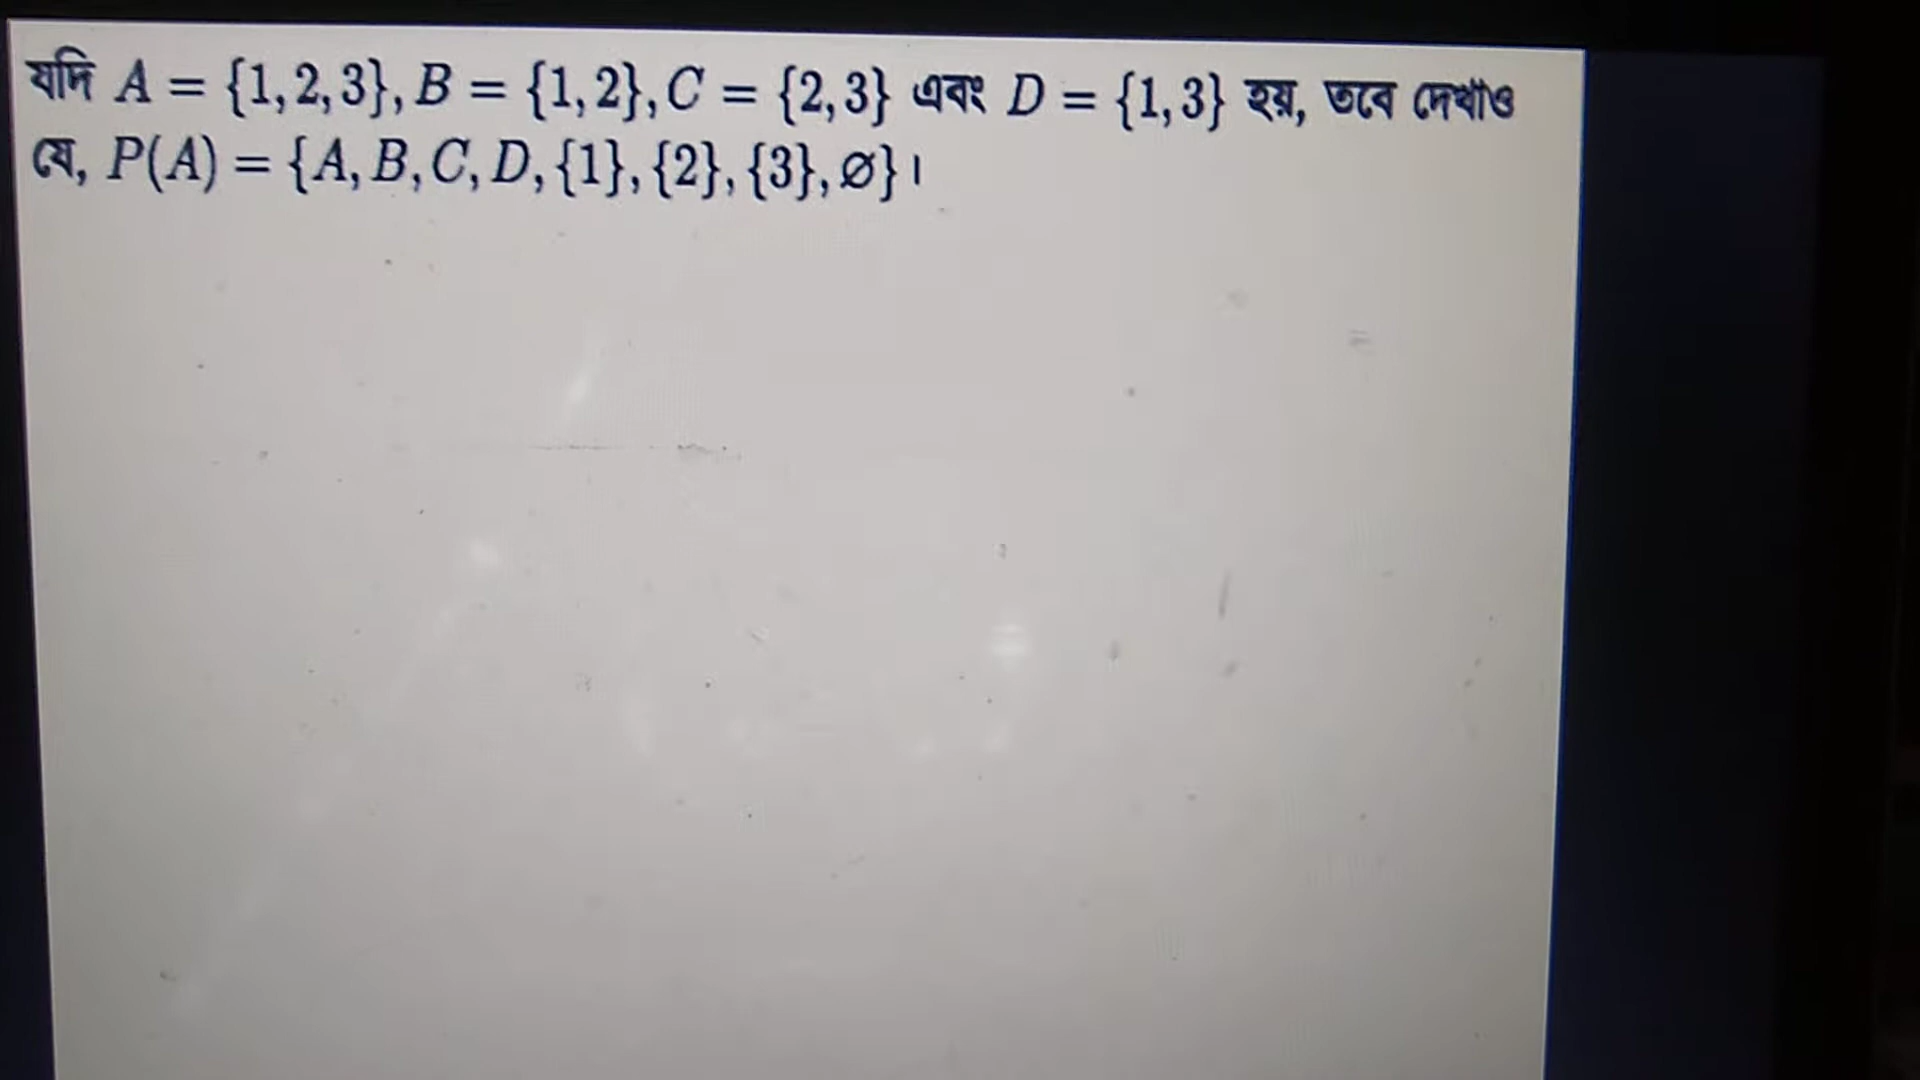 যদি A = {1, 2, 3}, B = {1, 2}, C = {2, 3} এবং D = {1, 3} হয়, তবে দেখাও
যে, P(A) = {A, B, C, D, {1}, {2}, {3}, ∅}।